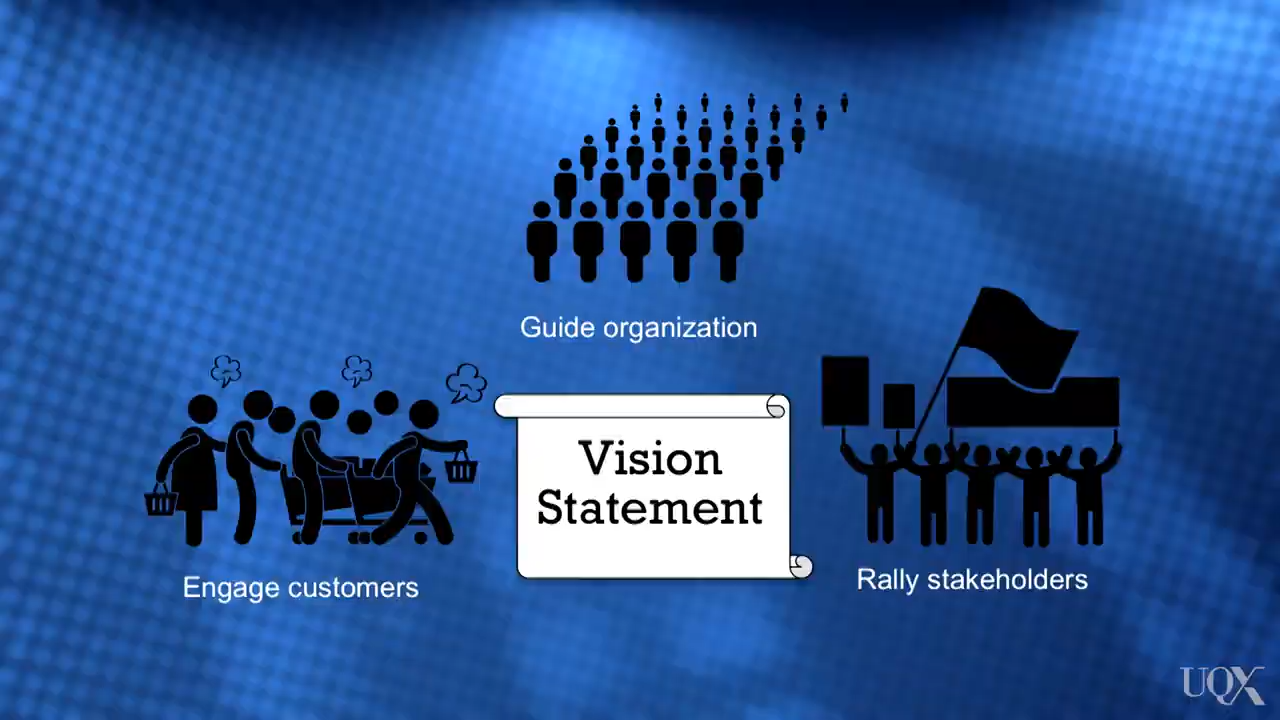 Guide organization
Vision
Statement
Engage customers
Rally stakeholders
UQX